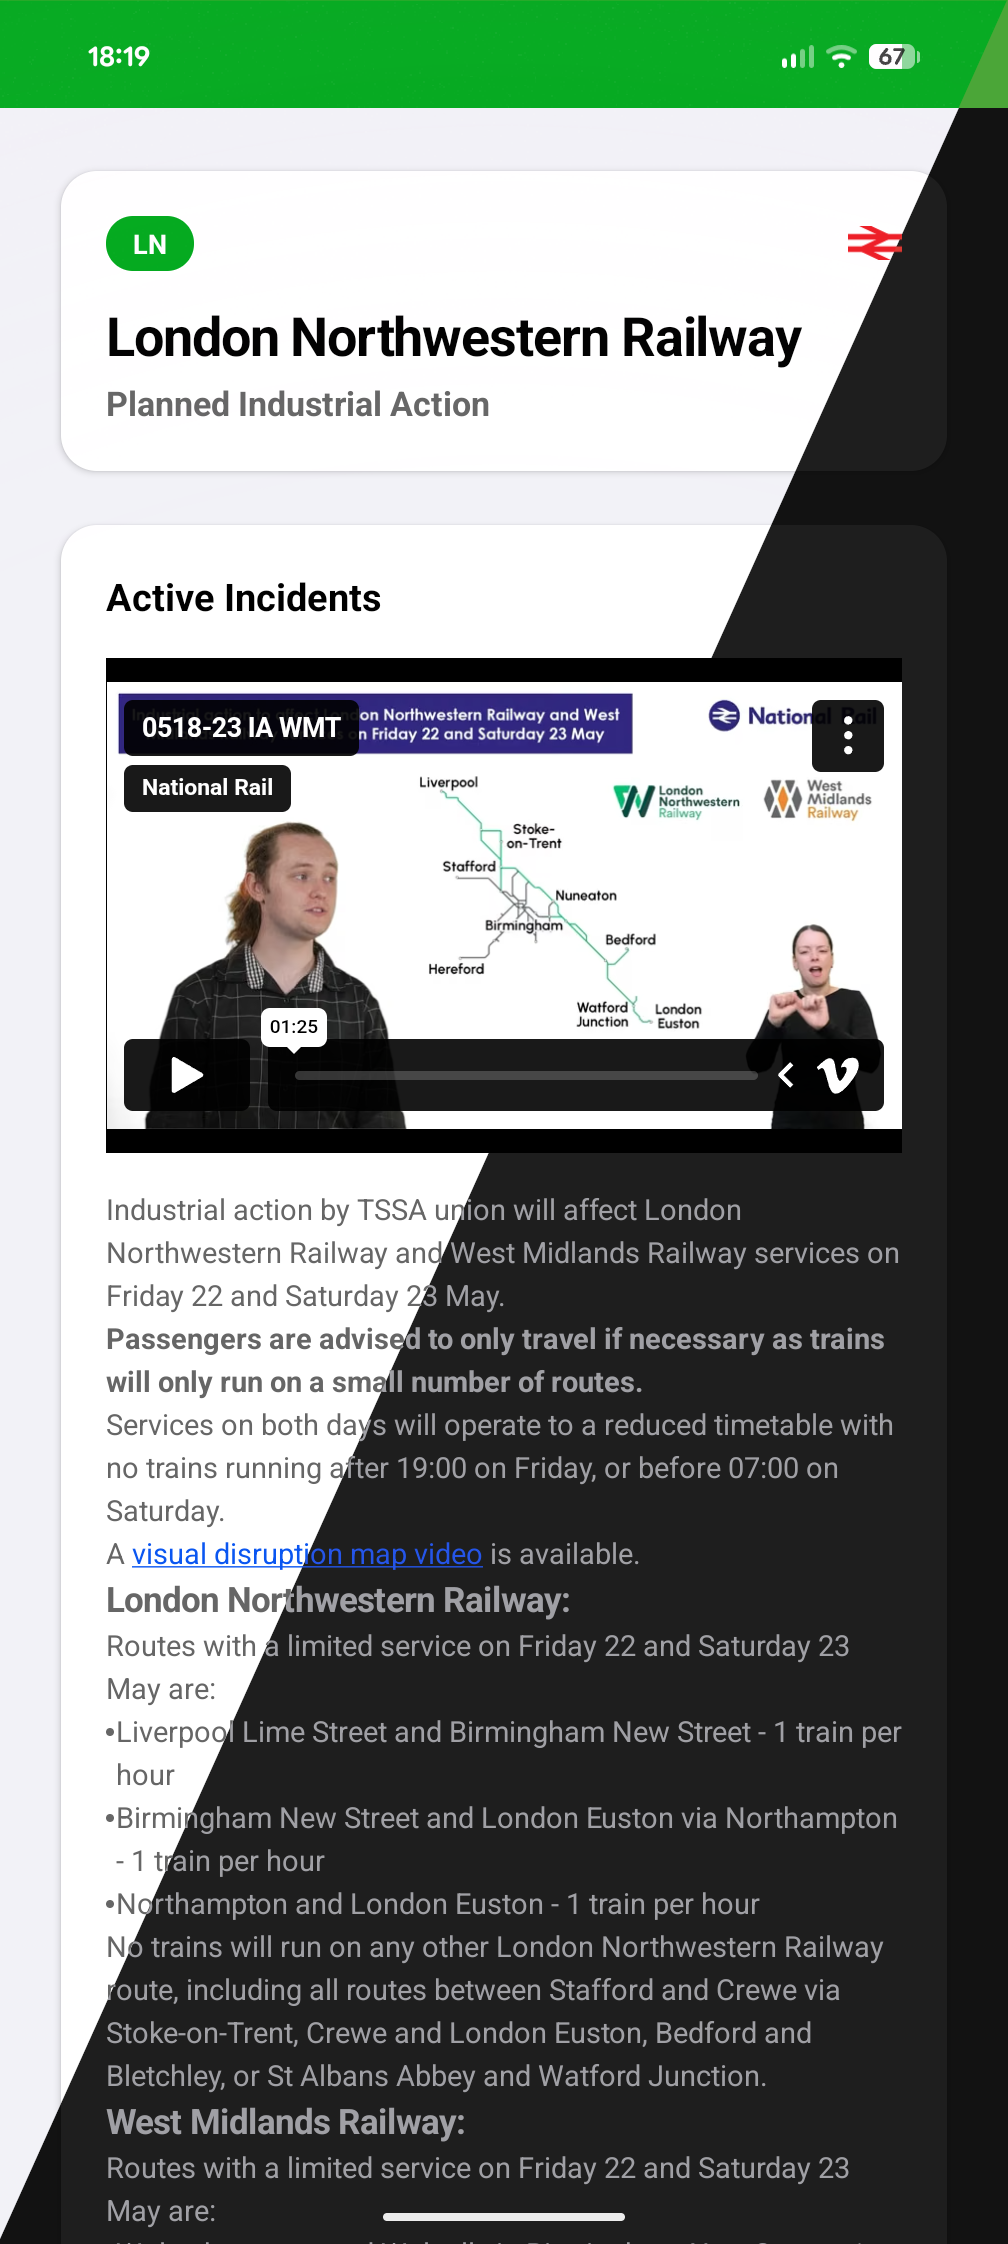 18:19
67
LN
London Northwestern Railway
Planned Industrial Action
Active Incidents
on Northwestern Railway and West
0518-23 IA WMT
on Friday 22 and Saturday 23 May
National Rail
National Rail
Liverpool
London
Northwestern
Railway
West
Midlands
Railway
Stoke-
on-Trent
Stafford
Nuneaton
Birmingham
Bedford
Hereford
Watford
Junction
London
Euston
01:25
Industrial action by TSSA union will affect London
Northwestern Railway and West Midlands Railway services on
Friday 22 and Saturday 23 May.
Passengers are advised to only travel if necessary as trains
will only run on a small number of routes.
Services on both days will operate to a reduced timetable with
no trains running after 19:00 on Friday, or before 07:00 on
Saturday.
A visual disruption map video is available.
London Northwestern Railway:
Routes with a limited service on Friday 22 and Saturday 23
May are:
•Liverpool Lime Street and Birmingham New Street - 1 train per
hour
•Birmingham New Street and London Euston via Northampton
- 1 train per hour
•Northampton and London Euston - 1 train per hour
No trains will run on any other London Northwestern Railway
route, including all routes between Stafford and Crewe via
Stoke-on-Trent, Crewe and London Euston, Bedford and
Bletchley, or St Albans Abbey and Watford Junction.
West Midlands Railway:
Routes with a limited service on Friday 22 and Saturday 23
May are: